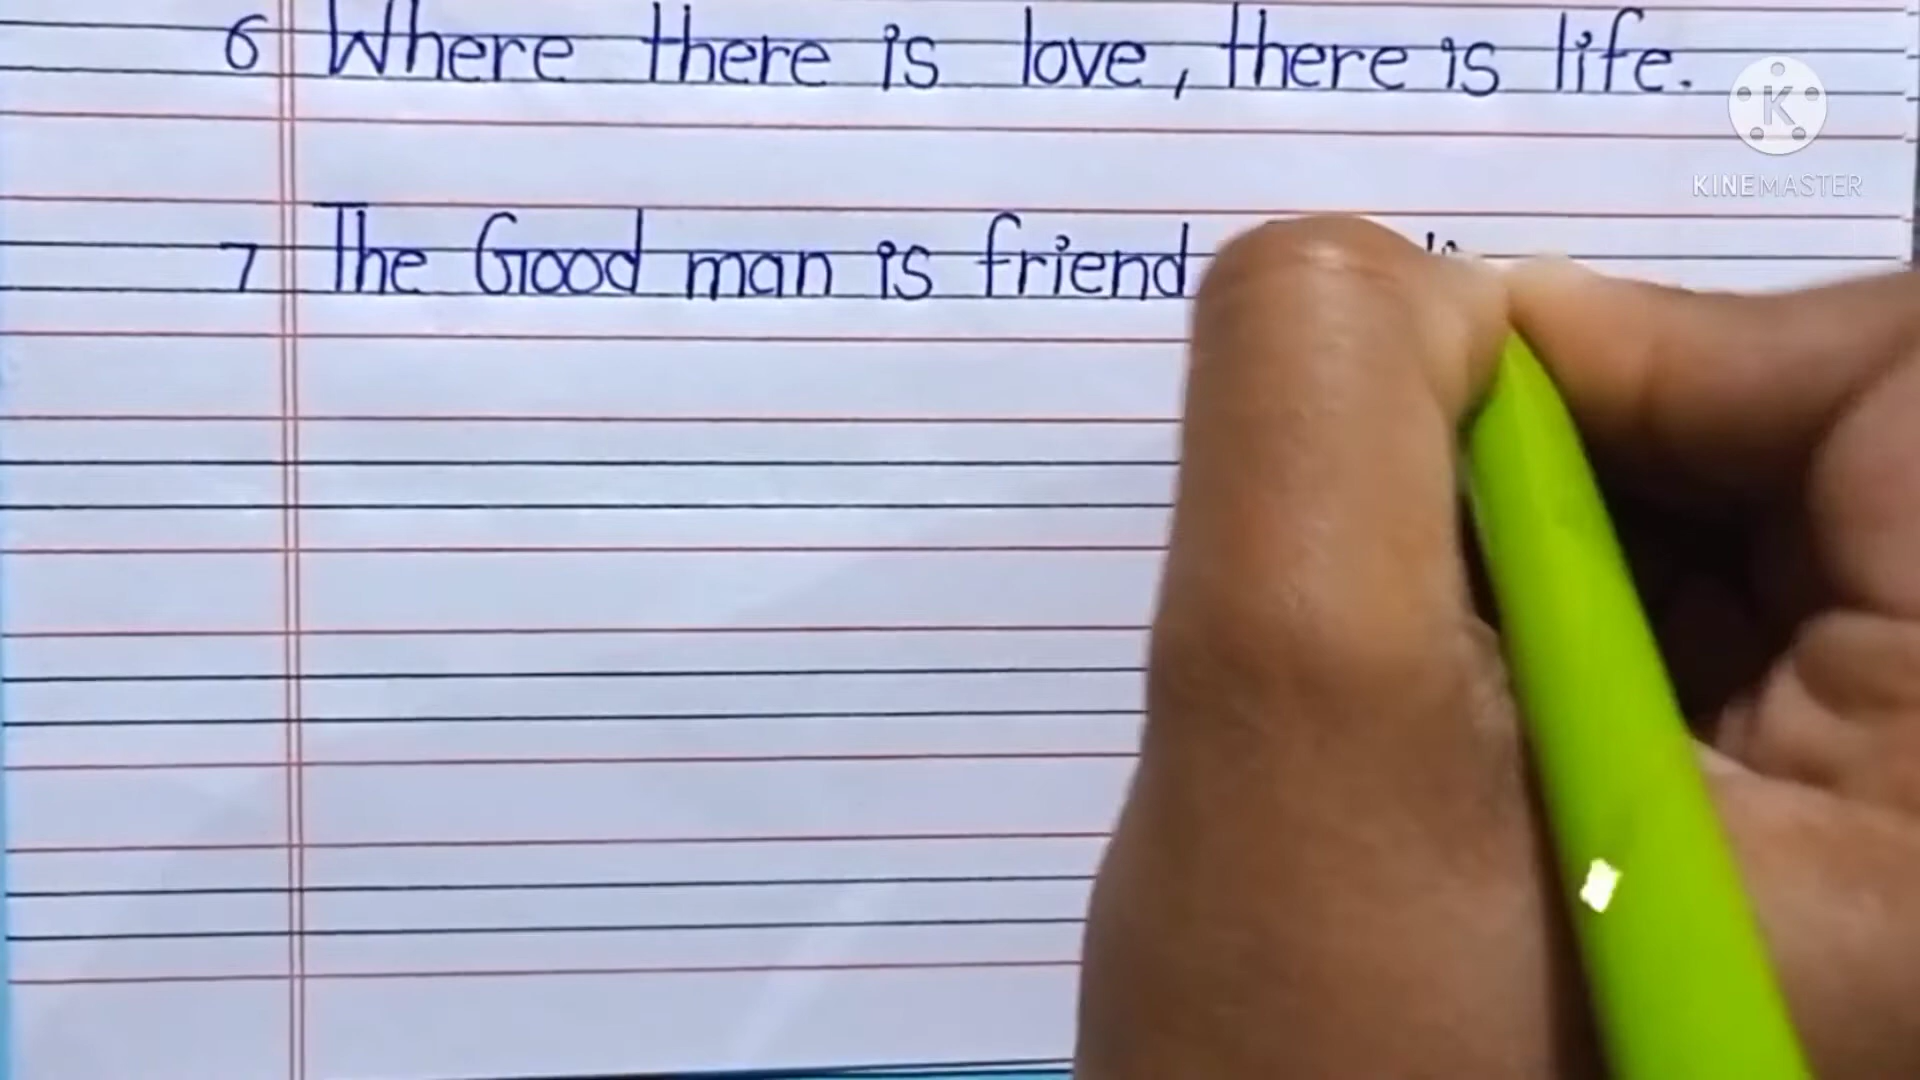 6 Where there is love, there is life.
KINEMASTER
7 The Good man is friend